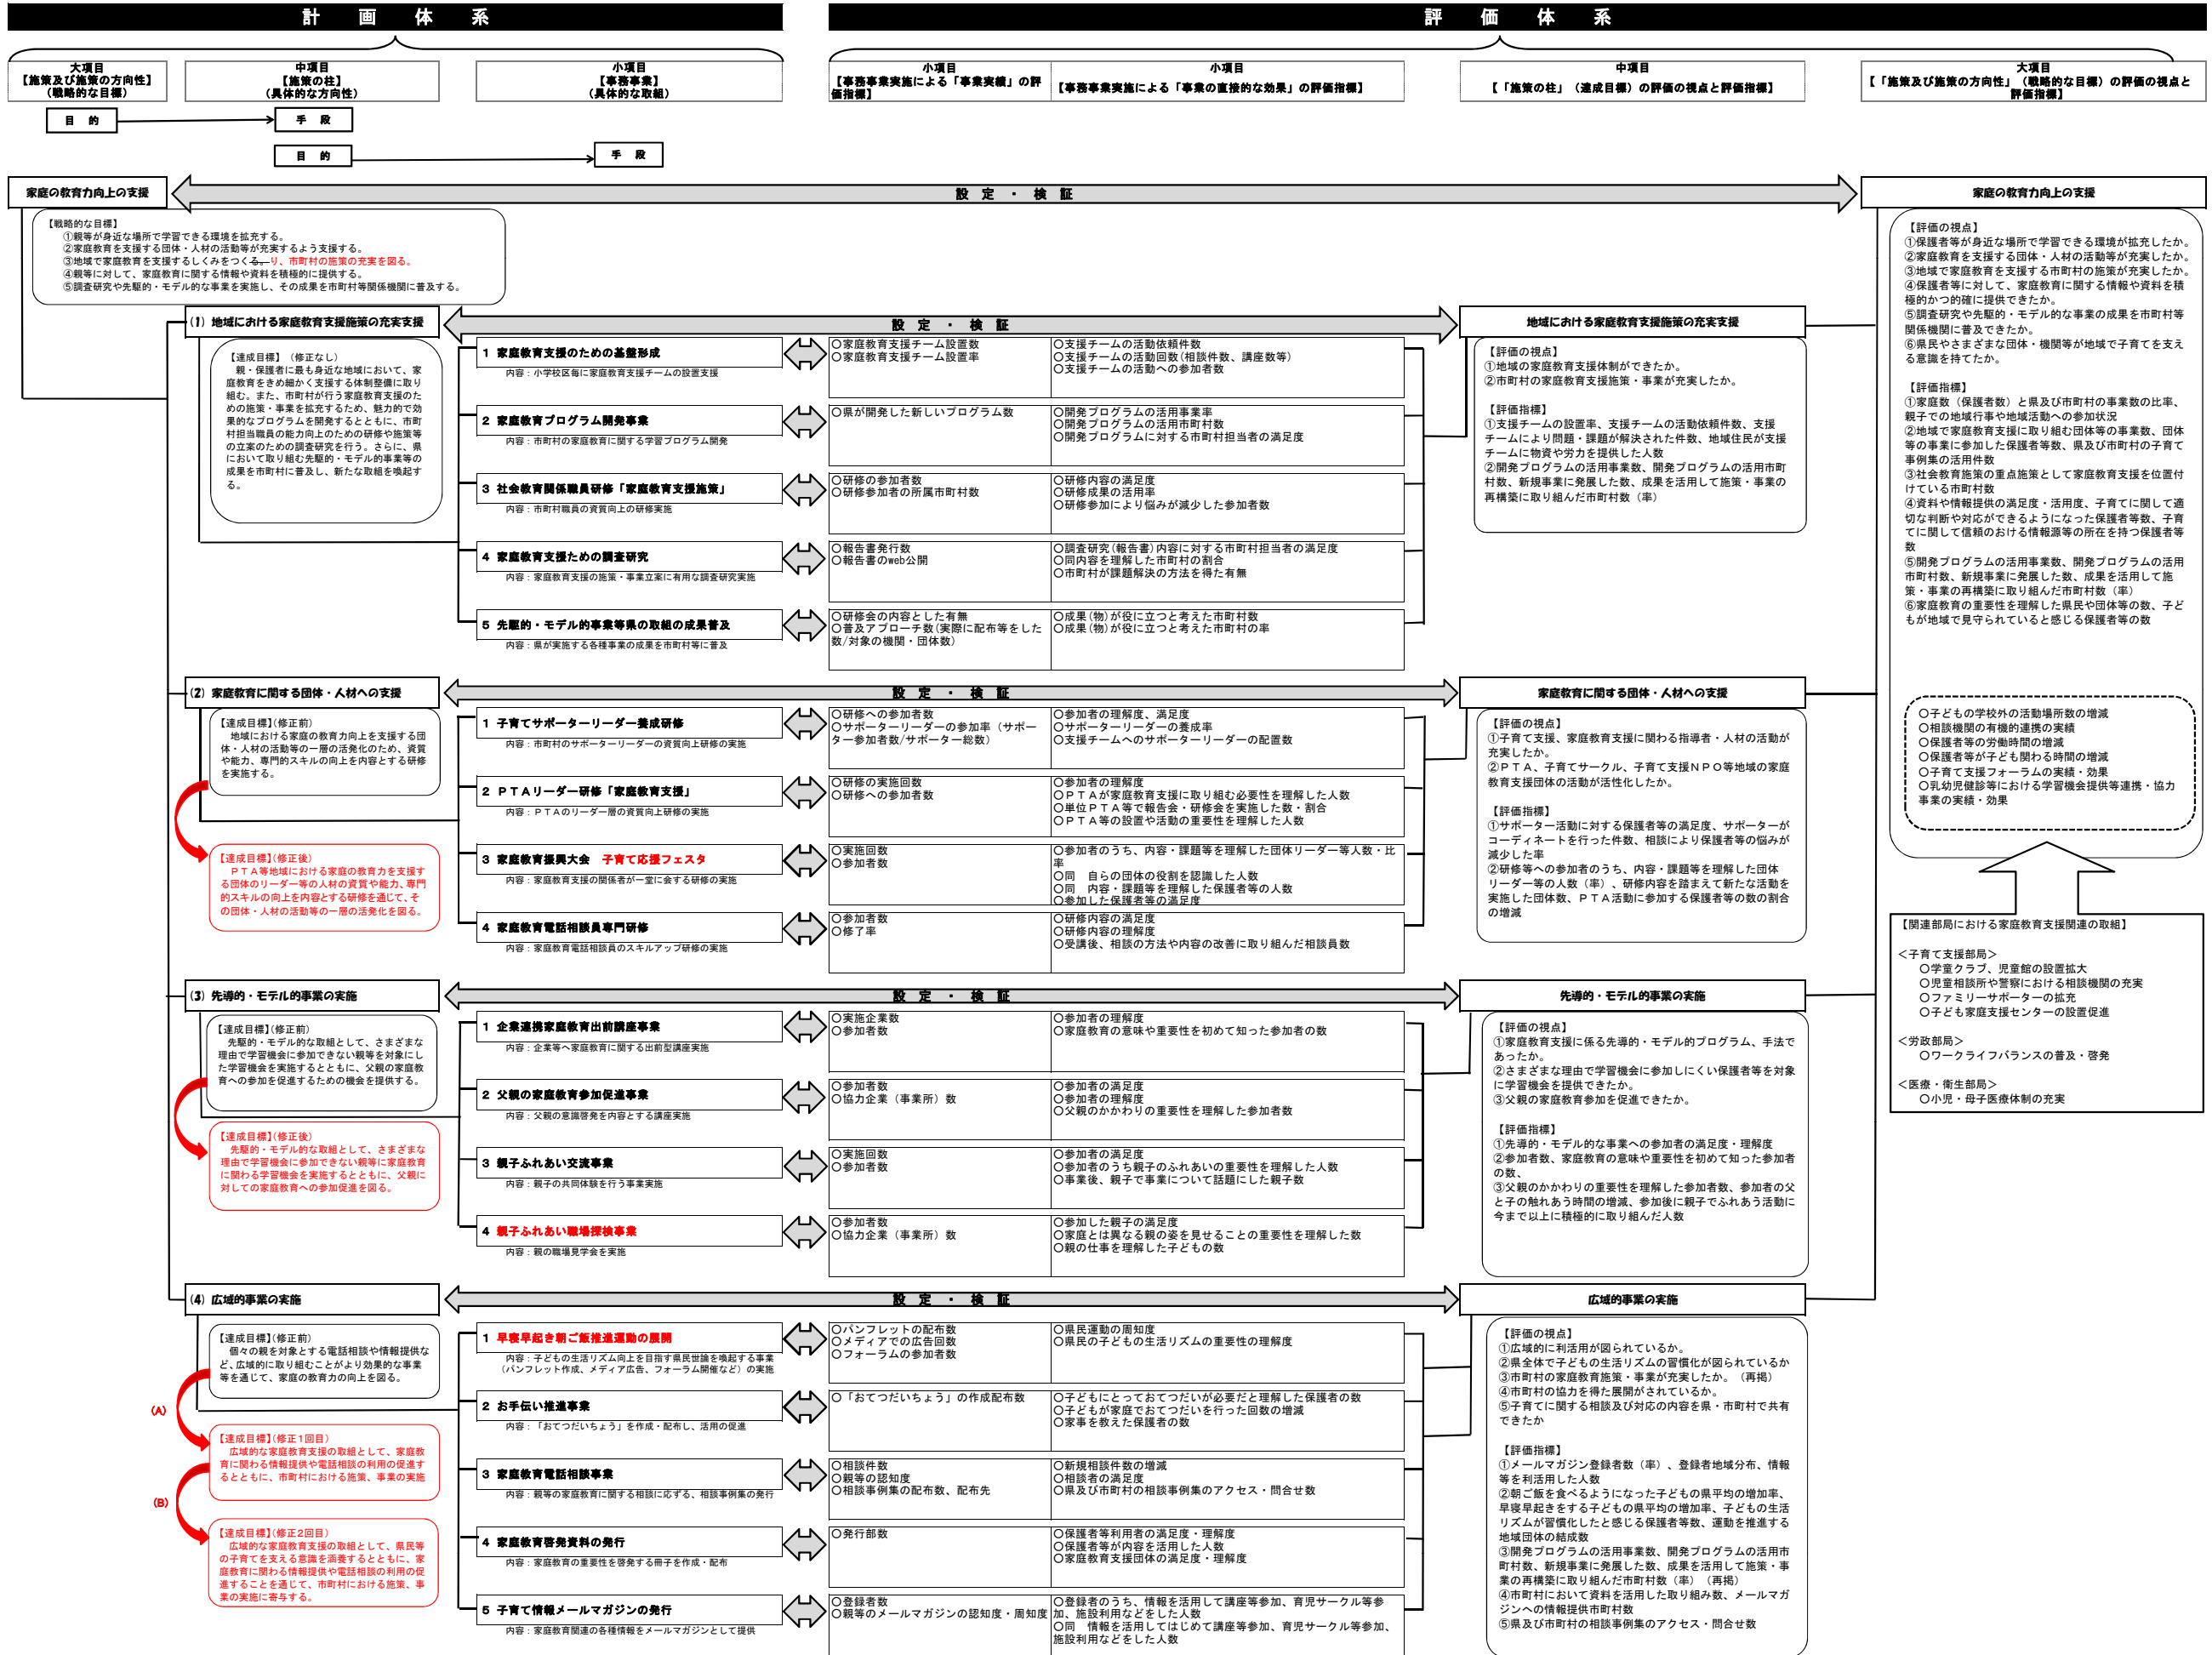 計 画 体 系
評 価 体 系
大項目
【施策及び施策の方向性】
（戦略的な目標）
中項目
【施策の柱】
（具体的な方向性）
小項目
【事務事業】
（具体的な取組）
小項目
【事務事業実施による「事業実績」の評
価指標】
小項目
【事務事業実施による「事業の直接的な効果」の評価指標】
中項目
【「施策の柱」（達成目標）の評価の視点と評価指標】
大項目
【「施策及び施策の方向性」（戦略的な目標）の評価の視点と
評価指標】
目 的
手 段
目 的
手 段
家庭の教育力向上の支援
設 定 ・ 検 証
家庭の教育力向上の支援
【戦略的な目標】
①親等が身近な場所で学習できる環境を拡充する。
②家庭教育を支援する団体・人材の活動等が充実するよう支援する。
③地域で家庭教育を支援するしくみをつくる。り、市町村の施策の充実を図る。
④親等に対して、家庭教育に関する情報や資料を積極的に提供する。
⑤調査研究や先駆的・モデル的な事業を実施し、その成果を市町村等関係機関に普及する。
(1) 地域における家庭教育支援施策の充実支援
設 定 ・ 検 証
地域における家庭教育支援施策の充実支援
【達成目標】（修正なし）
親・保護者に最も身近な地域において、家
庭教育をきめ細かく支援する体制整備に取り
組む。また、市町村が行う家庭教育支援のた
めの施策・事業を拡充するため、魅力的で効
果的なプログラムを開発するとともに、市町
村担当職員の能力向上のための研修や施策等
の立案のための調査研究を行う。さらに、県
において取り組む先駆的・モデル的事業等の
成果を市町村に普及し、新たな取組を喚起す
る。
1 家庭教育支援のための基盤形成
内容：小学校区毎に家庭教育支援チームの設置支援
〇家庭教育支援チーム設置数
〇家庭教育支援チーム設置率
〇支援チームの活動依頼件数
〇支援チームの活動回数(相談件数、講座数等)
〇支援チームの活動への参加者数
2 家庭教育プログラム開発事業
内容：市町村の家庭教育に関する学習プログラム開発
〇県が開発した新しいプログラム数
〇開発プログラムの活用事業率
〇開発プログラムの活用市町村数
〇開発プログラムに対する市町村担当者の満足度
3 社会教育関係職員研修「家庭教育支援施策」
内容：市町村職員の資質向上の研修実施
〇研修の参加者数
〇研修参加者の所属市町村数
〇研修内容の満足度
〇研修成果の活用率
〇研修参加により悩みが減少した参加者数
4 家庭教育支援ための調査研究
内容：家庭教育支援の施策・事業立案に有用な調査研究実施
〇報告書発行数
〇報告書のweb公開
〇調査研究(報告書)内容に対する市町村担当者の満足度
〇同内容を理解した市町村の割合
〇市町村が課題解決の方法を得た有無
5 先駆的・モデル的事業等県の取組の成果普及
内容：県が実施する各種事業の成果を市町村等に普及
〇研修会の内容とした有無
〇普及アプローチ数(実際に配布等をした
数/対象の機関・団体数)
〇成果(物)が役に立つと考えた市町村数
〇成果(物)が役に立つと考えた市町村の率
【評価の視点】
①地域の家庭教育支援体制ができたか。
②市町村の家庭教育支援施策・事業が充実したか。
【評価指標】
①支援チームの設置率、支援チームの活動依頼件数、支援
チームにより問題・課題が解決された件数、地域住民が支援
チームに物資や労力を提供した人数
②開発プログラムの活用事業数、開発プログラムの活用市町
村数、新規事業に発展した数、成果を活用して施策・事業の
再構築に取り組んだ市町村数（率）
【評価の視点】
①保護者等が身近な場所で学習できる環境が拡充したか。
②家庭教育を支援する団体・人材の活動等が充実したか。
③地域で家庭教育を支援する市町村の施策が充実したか。
④保護者等に対して、家庭教育に関する情報や資料を積
極的かつ的確に提供できたか。
⑤調査研究や先駆的・モデル的な事業の成果を市町村等
関係機関に普及できたか。
⑥県民やさまざまな団体・機関等が地域で子育てを支え
る意識を持てたか。
【評価指標】
①家庭数（保護者数）と県及び市町村の事業数の比率、
親子での地域行事や地域活動への参加状況
②地域で家庭教育支援に取り組む団体等の事業数、団体
等の事業に参加した保護者等数、県及び市町村の子育て
事例集の活用件数
③社会教育施策の重点施策として家庭教育支援を位置付
けている市町村数
④資料や情報提供の満足度・活用度、子育てに関して適
切な判断や対応ができるようになった保護者等数、子育
てに関して信頼のおける情報源等の所在を持つ保護者等
数
⑤開発プログラムの活用事業数、開発プログラムの活用
市町村数、新規事業に発展した数、成果を活用して施
策・事業の再構築に取り組んだ市町村数（率）
⑥家庭教育の重要性を理解した県民や団体等の数、子ど
もが地域で見守られていると感じる保護者等の数
〇子どもの学校外の活動場所数の増減
〇相談機関の有機的連携の実績
〇保護者等の労働時間の増減
〇保護者等が子ども関わる時間の増減
〇子育て支援フォーラムの実績・効果
〇乳幼児健診等における学習機会提供等連携・協力
事業の実績・効果
【関連部局における家庭教育支援関連の取組】
＜子育て支援部局＞
〇学童クラブ、児童館の設置拡大
〇児童相談所や警察における相談機関の充実
〇ファミリーサポーターの拡充
〇子ども家庭支援センターの設置促進
＜労政部局＞
〇ワークライフバランスの普及・啓発
＜医療・衛生部局＞
〇小児・母子医療体制の充実
(2) 家庭教育に関する団体・人材への支援
設 定 ・ 検 証
家庭教育に関する団体・人材への支援
【達成目標】(修正前)
地域における家庭の教育力向上を支援する団
体・人材の活動等の一層の活発化のため、資質
や能力、専門的スキルの向上を内容とする研修
を実施する。
【達成目標】(修正後)
ＰＴＡ等地域における家庭の教育力を支援す
る団体のリーダー等の人材の資質や能力、専門
的スキルの向上を内容とする研修を通じて、そ
の団体・人材の活動等の一層の活発化を図る。
1 子育てサポーターリーダー養成研修
内容：市町村のサポーターリーダーの資質向上研修の実施
〇研修への参加者数
〇サポーターリーダーの参加率（サポー
ター参加者数/サポーター総数）
〇参加者の理解度、満足度
〇サポーターリーダーの養成率
〇支援チームへのサポーターリーダーの配置数
2 ＰＴＡリーダー研修「家庭教育支援」
内容：ＰＴＡのリーダー層の資質向上研修の実施
〇研修の実施回数
〇研修への参加者数
〇参加者の理解度
〇ＰＴＡが家庭教育支援に取り組む必要性を理解した人数
〇単位ＰＴＡ等で報告会・研修会を実施した数・割合
〇ＰＴＡ等の設置や活動の重要性を理解した人数
3 家庭教育振興大会 子育て応援フェスタ
内容：家庭教育支援の関係者が一堂に会する研修の実施
〇実施回数
〇参加者数
〇参加者のうち、内容・課題等を理解した団体リーダー等人数・比
率
〇同 自らの団体の役割を認識した人数
〇同 内容・課題等を理解した保護者等の人数
〇参加した保護者等の満足度
4 家庭教育電話相談員専門研修
内容：家庭教育電話相談員のスキルアップ研修の実施
〇参加者数
〇修了率
〇研修内容の満足度
〇研修内容の理解度
〇受講後、相談の方法や内容の改善に取り組んだ相談員数
【評価の視点】
①子育て支援、家庭教育支援に関わる指導者・人材の活動が
充実したか。
②ＰＴＡ、子育てサークル、子育て支援ＮＰＯ等地域の家庭
教育支援団体の活動が活性化したか。
【評価指標】
①サポーター活動に対する保護者等の満足度、サポーターが
コーディネートを行った件数、相談により保護者等の悩みが
減少した率
②研修等への参加者のうち、内容・課題等を理解した団体
リーダー等の人数（率）、研修内容を踏まえて新たな活動を
実施した団体数、ＰＴＡ活動に参加する保護者等の数の割合
の増減
(3) 先導的・モデル的事業の実施
設 定 ・ 検 証
先導的・モデル的事業の実施
【達成目標】(修正前)
先駆的・モデル的な取組として、さまざまな
理由で学習機会に参加できない親等を対象にし
た学習機会を実施するとともに、父親の家庭教
育への参加を促進するための機会を提供する。
【達成目標】(修正後)
先駆的・モデル的な取組として、さまざまな
理由で学習機会に参加できない親等に家庭教育
に関わる学習機会を実施するとともに、父親に
対しての家庭教育への参加促進を図る。
1 企業連携家庭教育出前講座事業
内容：企業等へ家庭教育に関する出前型講座実施
〇実施企業数
〇参加者数
〇参加者の理解度
〇家庭教育の意味や重要性を初めて知った参加者の数
2 父親の家庭教育参加促進事業
内容：父親の意識啓発を内容とする講座実施
〇参加者数
〇協力企業（事業所）数
〇参加者の満足度
〇参加者の理解度
〇父親のかかわりの重要性を理解した参加者数
3 親子ふれあい交流事業
内容：親子の共同体験を行う事業実施
〇実施回数
〇参加者数
〇参加者の満足度
〇参加者のうち親子のふれあいの重要性を理解した人数
〇事業後、親子で事業について話題にした親子数
4 親子ふれあい職場探検事業
内容：親の職場見学会を実施
〇参加者数
〇協力企業（事業所）数
〇参加した親子の満足度
〇家庭とは異なる親の姿を見せることの重要性を理解した数
〇親の仕事を理解した子どもの数
【評価の視点】
①家庭教育支援に係る先導的・モデル的プログラム、手法で
あったか。
②さまざまな理由で学習機会に参加しにくい保護者等を対象
に学習機会を提供できたか。
③父親の家庭教育参加を促進できたか。
【評価指標】
①先導的・モデル的な事業への参加者の満足度・理解度
②参加者数、家庭教育の意味や重要性を初めて知った参加者
の数、
③父親のかかわりの重要性を理解した参加者数、参加者の父
と子の触れあう時間の増減、参加後に親子でふれあう活動に
今まで以上に積極的に取り組んだ人数
(4) 広域的事業の実施
設 定 ・ 検 証
広域的事業の実施
【達成目標】(修正前)
個々の親を対象とする電話相談や情報提供な
ど、広域的に取り組むことがより効果的な事業
等を通じて、家庭の教育力の向上を図る。
(A)
【達成目標】(修正1回目)
広域的な家庭教育支援の取組として、家庭教
育に関わる情報提供や電話相談の利用の促進す
るとともに、市町村における施策、事業の実施
(B)
【達成目標】(修正2回目)
広域的な家庭教育支援の取組として、県民等
の子育てを支える意識を涵養するとともに、家
庭教育に関わる情報提供や電話相談の利用の促
進することを通じて、市町村における施策、事
業の実施に寄与する。
1 早寝早起き朝ご飯推進運動の展開
内容：子どもの生活リズム向上を目指す県民世論を喚起する事業
（パンフレット作成、メディア広告、フォーラム開催など）の実施
〇パンフレットの配布数
〇メディアでの広告回数
〇フォーラムの参加者数
〇県民運動の周知度
〇県民の子どもの生活リズムの重要性の理解度
2 お手伝い推進事業
内容：「おてつだいちょう」を作成・配布し、活用の促進
〇「おてつだいちょう」の作成配布数
〇子どもにとっておてつだいが必要だと理解した保護者の数
〇子どもが家庭でおてつだいを行った回数の増減
〇家事を教えた保護者の数
3 家庭教育電話相談事業
内容：親等の家庭教育に関する相談に応ずる、相談事例集の発行
〇相談件数
〇親等の認知度
〇相談事例集の配布数、配布先
〇新規相談件数の増減
〇相談者の満足度
〇県及び市町村の相談事例集のアクセス・問合せ数
4 家庭教育啓発資料の発行
内容：家庭教育の重要性を啓発する冊子を作成・配布
〇発行部数
〇保護者等利用者の満足度・理解度
〇保護者等が内容を活用した人数
〇家庭教育支援団体の満足度・理解度
5 子育て情報メールマガジンの発行
内容：家庭教育関連の各種情報をメールマガジンとして提供
〇登録者数
〇親等のメールマガジンの認知度・周知度
〇登録者のうち、情報を活用して講座等参加、育児サークル等参
加、施設利用などをした人数
〇同 情報を活用してはじめて講座等参加、育児サークル等参加、
施設利用などをした人数
【評価の視点】
①広域的に利活用が図られているか。
②県全体で子どもの生活リズムの習慣化が図られているか
③市町村の家庭教育施策・事業が充実したか。（再掲）
④市町村の協力を得た展開がされているか。
⑤子育てに関する相談及び対応の内容を県・市町村で共有
できたか
【評価指標】
①メールマガジン登録者数（率）、登録者地域分布、情報
等を利活用した人数
②朝ご飯を食べるようになった子どもの県平均の増加率、
早寝早起きをする子どもの県平均の増加率、子どもの生活
リズムが習慣化したと感じる保護者等数、運動を推進する
地域団体の結成数
③開発プログラムの活用事業数、開発プログラムの活用市
町村数、新規事業に発展した数、成果を活用して施策・事
業の再構築に取り組んだ市町村数（率）（再掲）
④市町村において資料を活用した取り組み数、メールマガ
ジンへの情報提供市町村数
⑤県及び市町村の相談事例集のアクセス・問合せ数